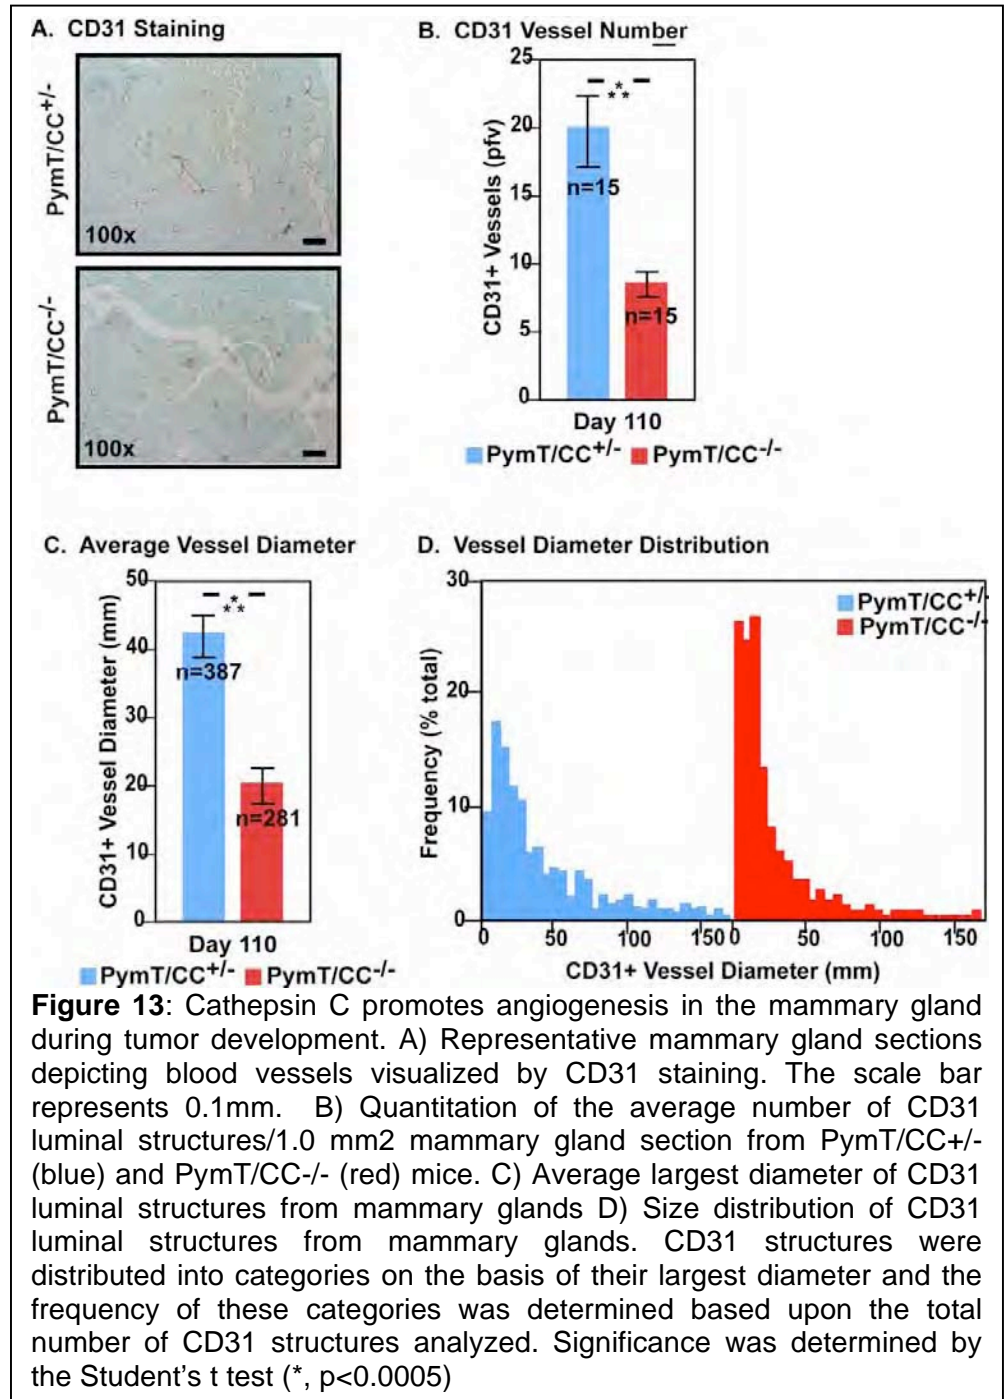 A. CD31 Staining
PymT/CC+/-
100x
PymT/CC-/-
100x
B. CD31 Vessel Number
CD31+ Vessels (pfv)
25
20
15
10
5
0
*
**
n=15
n=15
Day 110
PymT/CC+/- PymT/CC-/-
C. Average Vessel Diameter
CD31+ Vessel Diameter (mm)
50
40
30
20
10
0
*
**
n=387
n=281
Day 110
PymT/CC+/- PymT/CC-/-
D. Vessel Diameter Distribution
Frequency (% total)
30
20
10
0
PymT/CC+/-
PymT/CC-/-
0 50 100 150 0 50 100 150
CD31+ Vessel Diameter (mm)
Figure 13: Cathepsin C promotes angiogenesis in the mammary gland
during tumor development. A) Representative mammary gland sections
depicting blood vessels visualized by CD31 staining. The scale bar
represents 0.1mm. B) Quantitation of the average number of CD31
luminal structures/1.0 mm2 mammary gland section from PymT/CC+/-
(blue) and PymT/CC-/- (red) mice. C) Average largest diameter of CD31
luminal structures from mammary glands D) Size distribution of CD31
luminal structures from mammary glands. CD31 structures were
distributed into categories on the basis of their largest diameter and the
frequency of these categories was determined based upon the total
number of CD31 structures analyzed. Significance was determined by
the Student's t test (*, p<0.0005)